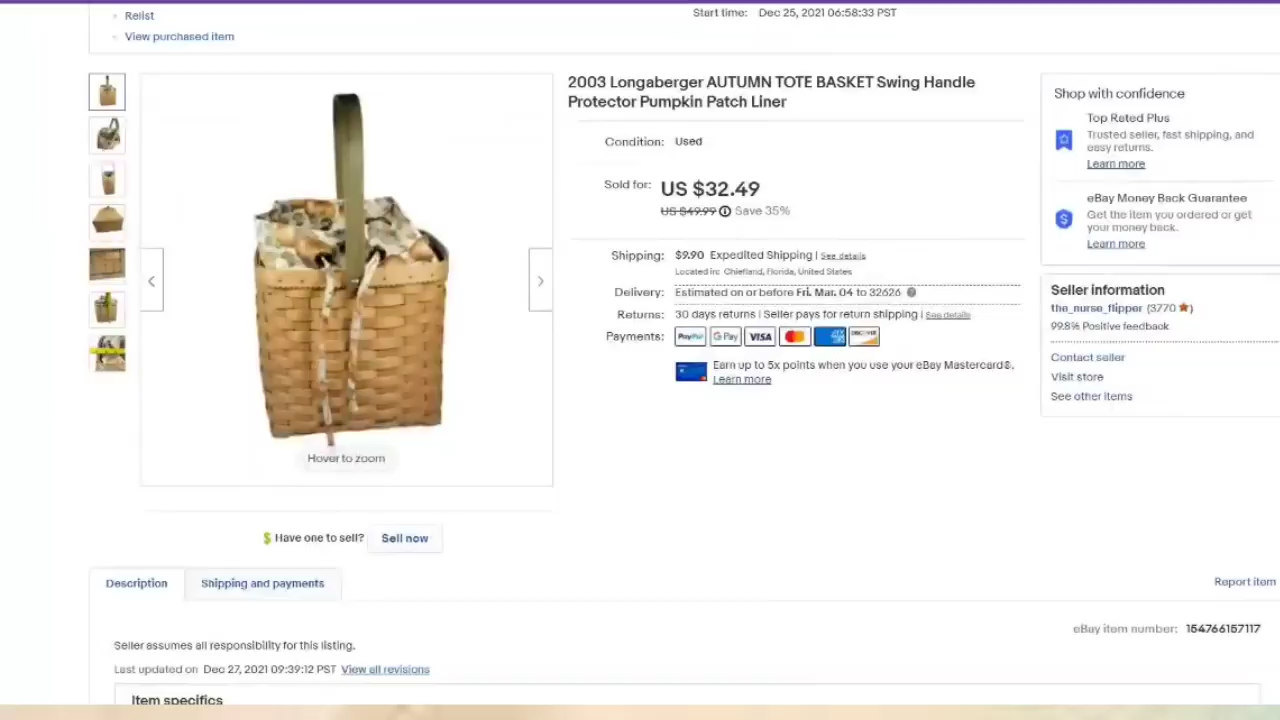 Relist
View purchased item
Start time: Dec 25, 2021 06:58:33 PST
2003 Longaberger AUTUMN TOTE BASKET Swing Handle
Protector Pumpkin Patch Liner
Condition: Used
Sold for: US $32.49
US $49.99 Save 35%
Shipping: $9.90 Expedited Shipping | See details
Located in: Chiefland, Florida, United States
Delivery: Estimated on or before Fri. Mar. 04 to 32626
Returns: 30 days returns | Seller pays for return shipping | See details
Payments: PayPal G Pay VISA DISCOVER
Earn up to 5x points when you use your eBay Mastercard®.
Learn more
Hover to zoom
Have one to sell? Sell now
Shop with confidence
Top Rated Plus
Trusted seller, fast shipping, and
easy returns.
Learn more
eBay Money Back Guarantee
Get the item you ordered or get
your money back.
Learn more
Seller information
the_nurse_flipper (3770 )
99.8% Positive feedback
Contact seller
Visit store
See other items
Description
Shipping and payments
Report item
eBay item number: 154766157117
Seller assumes all responsibility for this listing.
Last updated on Dec 27, 2021 09:39:12 PST View all revisions
Item specifics